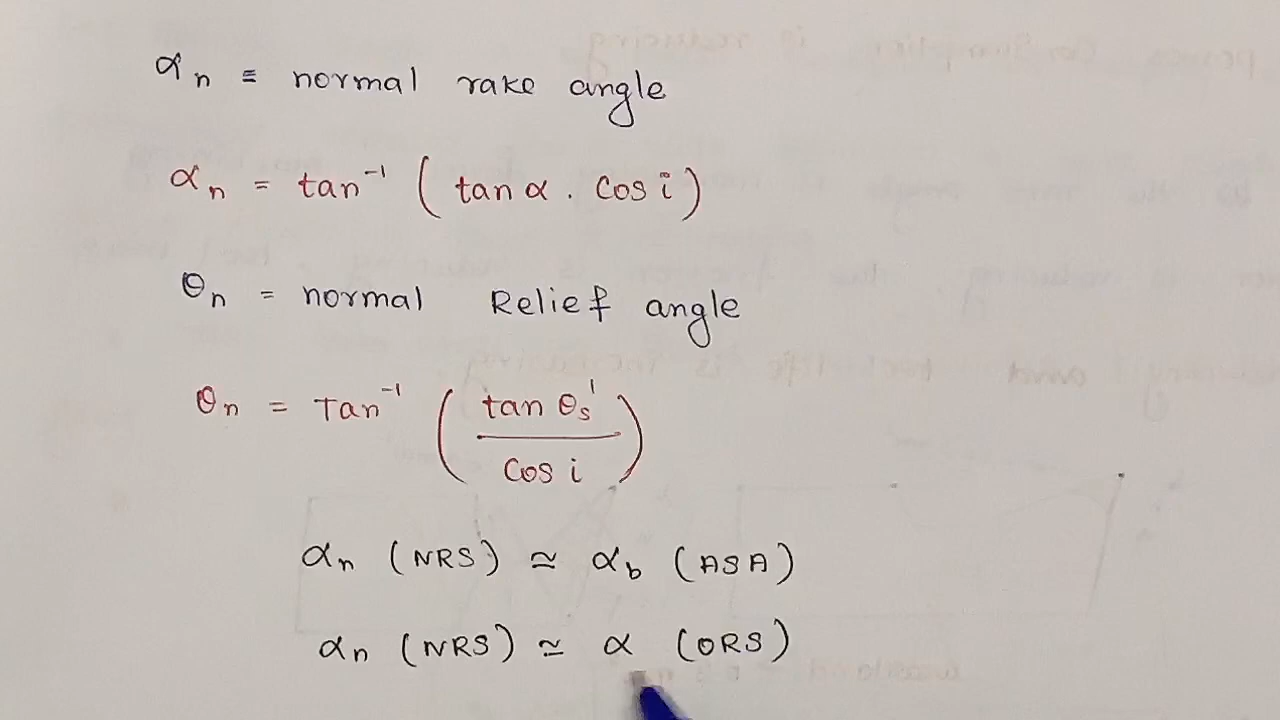 αn = normal rake angle
αn = tan⁻¹ ( tan α . Cos i )
θn = normal Relief angle
θn = Tan⁻¹ ( tan θs' / Cos i )
αn (NRS) ≃ αb (ASA)
αn (NRS) ≃ α (ORS)